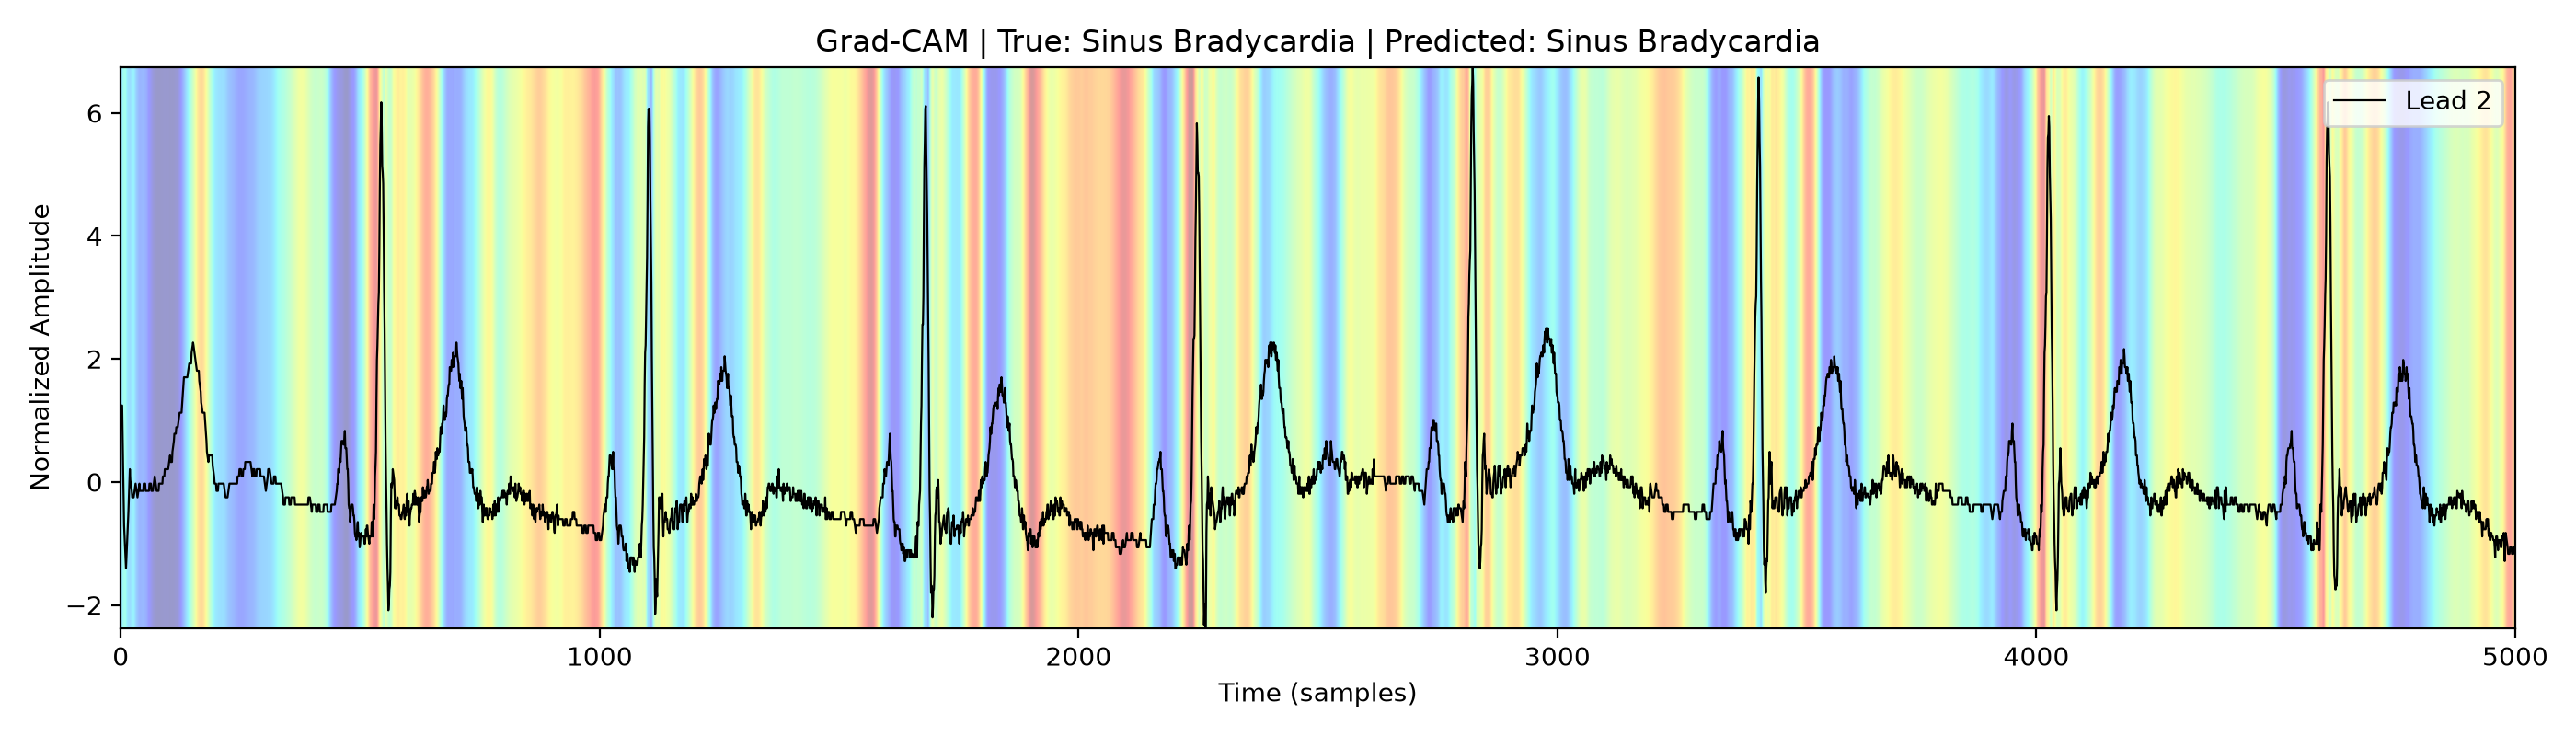 Grad-CAM | True: Sinus Bradycardia | Predicted: Sinus Bradycardia
Lead 2
Normalized Amplitude
6
4
2
0
−2
0 1000 2000 3000 4000 5000
Time (samples)